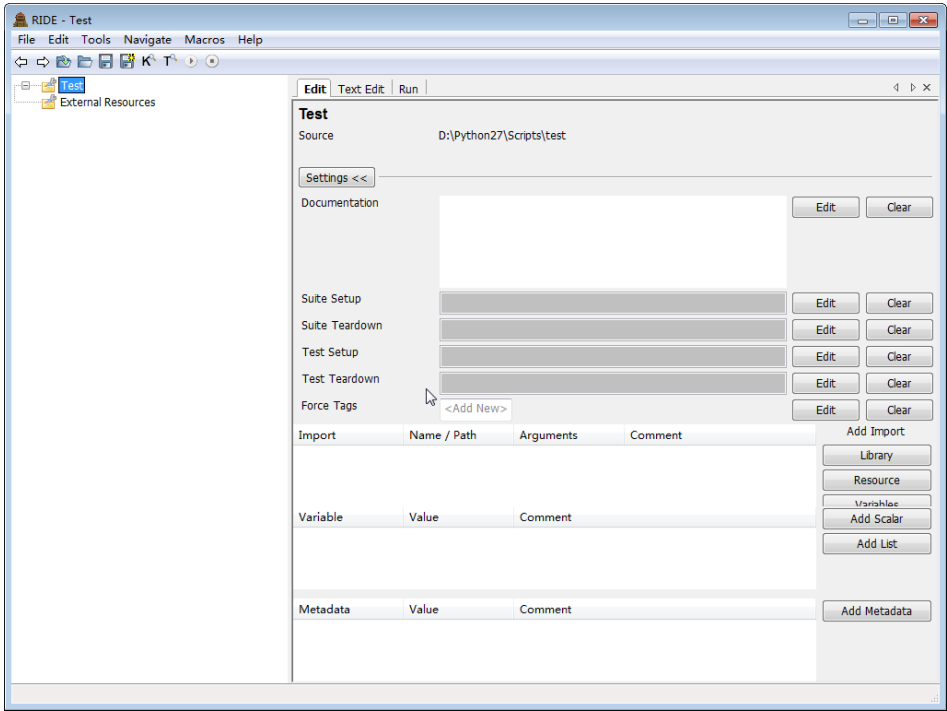 RIDE - Test
File Edit Tools Navigate Macros Help
Test
External Resources
Edit Text Edit Run
Test
Source D:\Python27\Scripts\test
Settings <<
Documentation Edit Clear
Suite Setup Edit Clear
Suite Teardown Edit Clear
Test Setup Edit Clear
Test Teardown Edit Clear
Force Tags <Add New> Edit Clear
Import Name / Path Arguments Comment Add Import
Library
Resource
Variables
Variable Value Comment Add Scalar
Add List
Metadata Value Comment Add Metadata